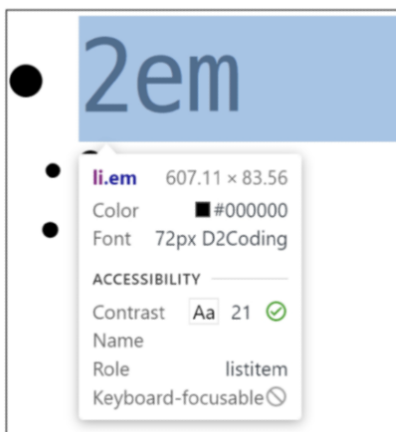 2em
li.em 607.11 × 83.56
Color #000000
Font 72px D2Coding
ACCESSIBILITY
Contrast Aa 21
Name
Role listitem
Keyboard-focusable